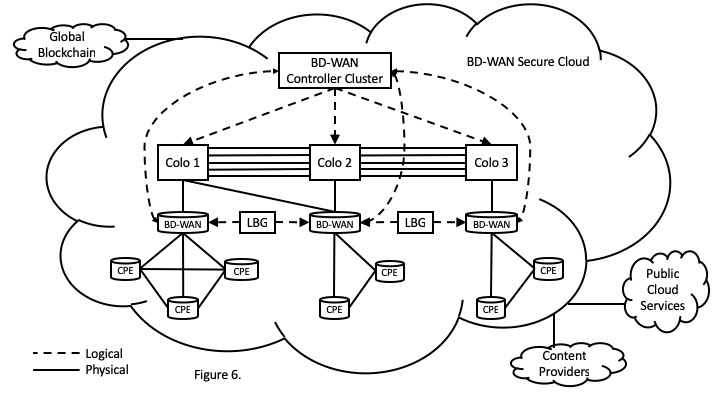 Global
Blockchain
BD-WAN
Controller Cluster
BD-WAN Secure Cloud
Colo 1
Colo 2
Colo 3
BD-WAN
LBG
BD-WAN
LBG
BD-WAN
CPE
CPE
CPE
CPE
CPE
CPE
CPE
Public
Cloud
Services
Content
Providers
Logical
Physical
Figure 6.